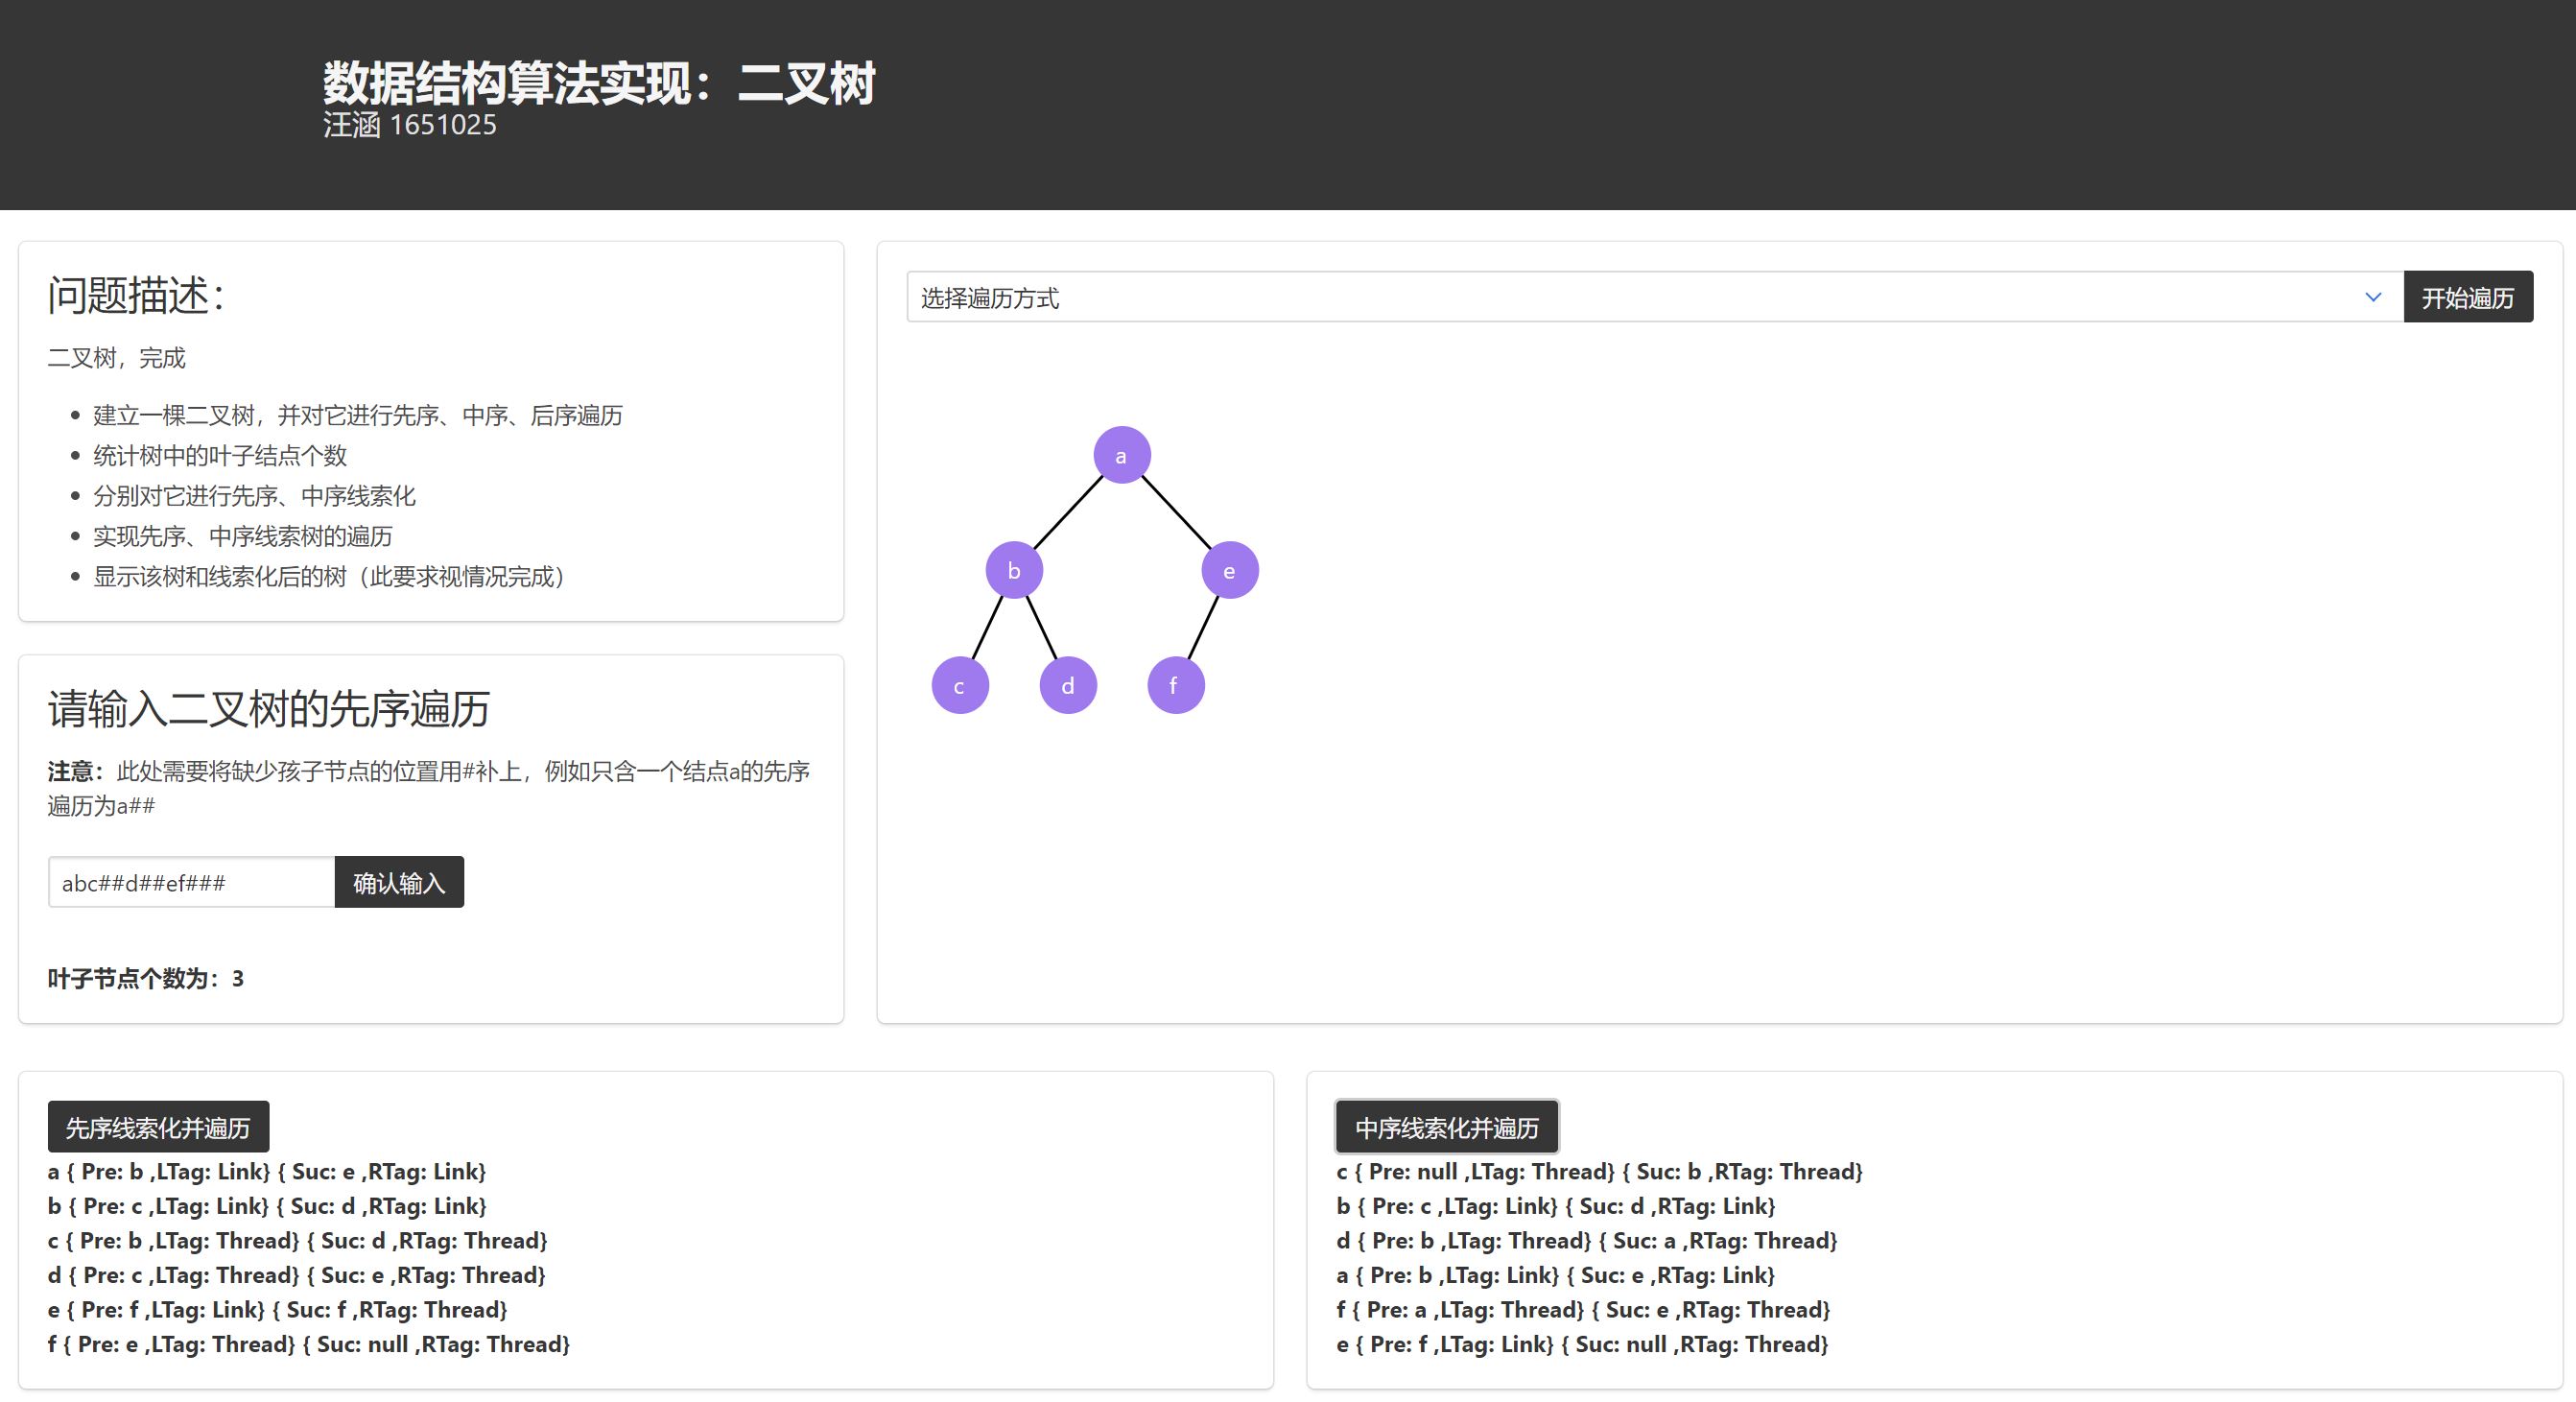 数据结构算法实现：二叉树
汪涵 1651025
问题描述：
二叉树，完成
建立一棵二叉树，并对它进行先序、中序、后序遍历
统计树中的叶子结点个数
分别对它进行先序、中序线索化
实现先序、中序线索树的遍历
显示该树和线索化后的树（此要求视情况完成）
请输入二叉树的先序遍历
注意：此处需要将缺少孩子节点的位置用#补上，例如只含一个结点a的先序
遍历为a##
abc##d##ef###
确认输入
叶子节点个数为：3
选择遍历方式
开始遍历
a
b
e
c
d
f
先序线索化并遍历
a { Pre: b ,LTag: Link} { Suc: e ,RTag: Link}
b { Pre: c ,LTag: Link} { Suc: d ,RTag: Link}
c { Pre: b ,LTag: Thread} { Suc: d ,RTag: Thread}
d { Pre: c ,LTag: Thread} { Suc: e ,RTag: Thread}
e { Pre: f ,LTag: Link} { Suc: f ,RTag: Thread}
f { Pre: e ,LTag: Thread} { Suc: null ,RTag: Thread}
中序线索化并遍历
c { Pre: null ,LTag: Thread} { Suc: b ,RTag: Thread}
b { Pre: c ,LTag: Link} { Suc: d ,RTag: Link}
d { Pre: b ,LTag: Thread} { Suc: a ,RTag: Thread}
a { Pre: b ,LTag: Link} { Suc: e ,RTag: Link}
f { Pre: a ,LTag: Thread} { Suc: e ,RTag: Thread}
e { Pre: f ,LTag: Link} { Suc: null ,RTag: Thread}